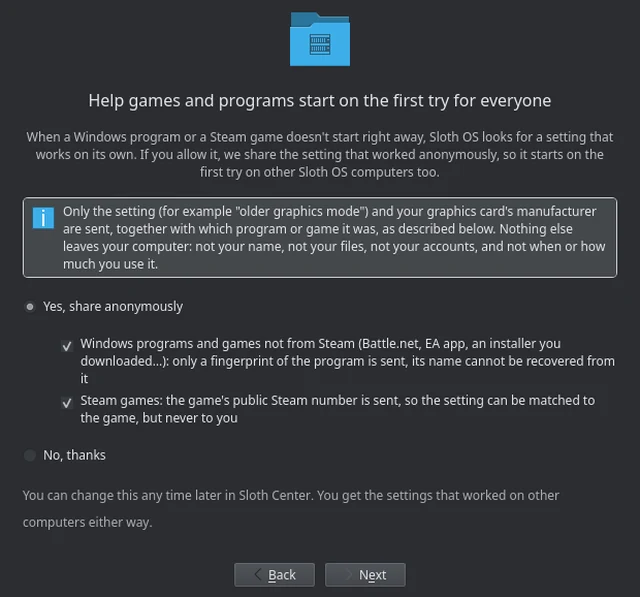 Help games and programs start on the first try for everyone
When a Windows program or a Steam game doesn't start right away, Sloth OS looks for a setting that
works on its own. If you allow it, we share the setting that worked anonymously, so it starts on the
first try on other Sloth OS computers too.
Only the setting (for example "older graphics mode") and your graphics card's manufacturer
are sent, together with which program or game it was, as described below. Nothing else
leaves your computer: not your name, not your files, not your accounts, and not when or how
much you use it.
Yes, share anonymously
Windows programs and games not from Steam (Battle.net, EA app, an installer you
downloaded...): only a fingerprint of the program is sent, its name cannot be recovered from
it
Steam games: the game's public Steam number is sent, so the setting can be matched to
the game, but never to you
No, thanks
You can change this any time later in Sloth Center. You get the settings that worked on other
computers either way.
Back
Next